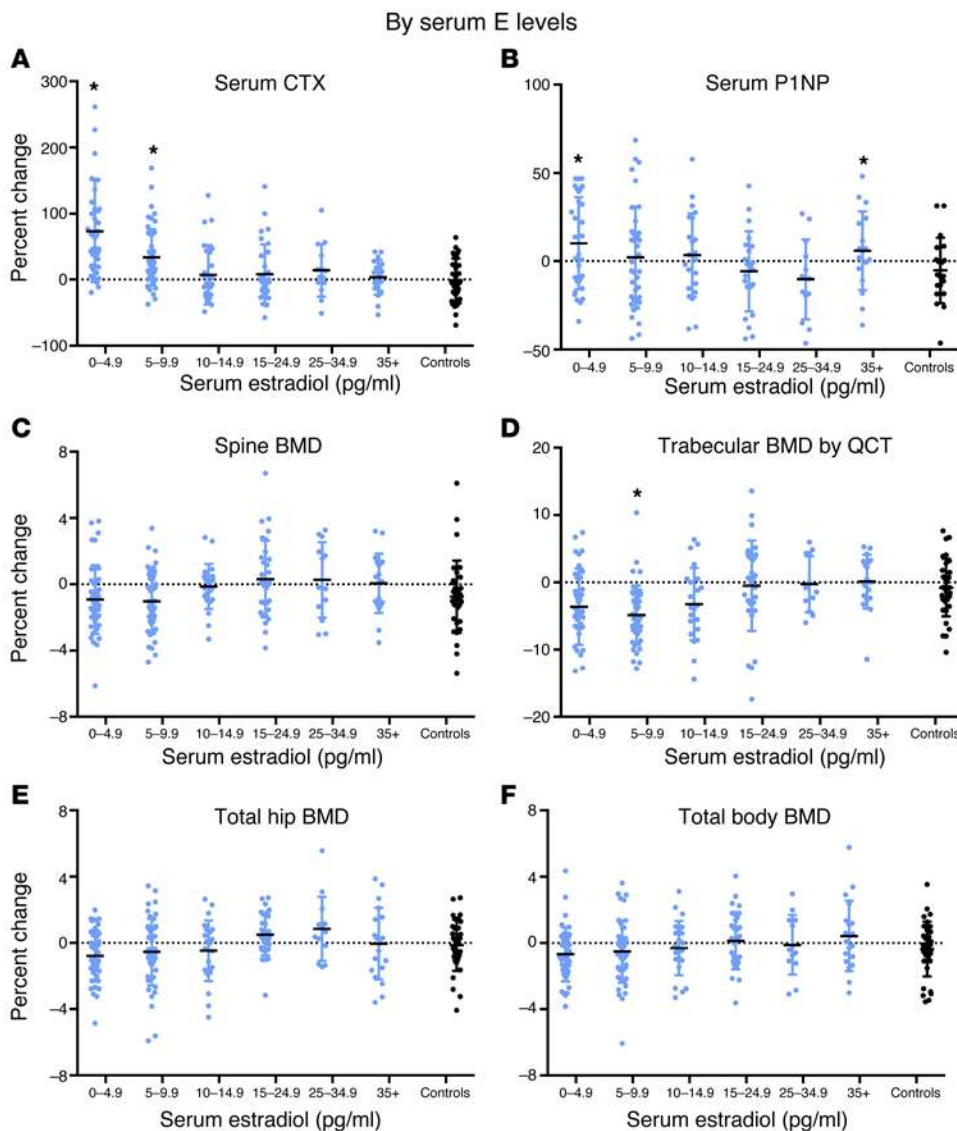 By serum E levels
A
Serum CTX
*
*
300
200
100
0
–100
Percent change
0–4.9 5–9.9 10–14.9 15–24.9 25–34.9 35+ Controls
Serum estradiol (pg/ml)
B
Serum P1NP
*
*
100
50
0
–50
0–4.9 5–9.9 10–14.9 15–24.9 25–34.9 35+ Controls
Serum estradiol (pg/ml)
C
Spine BMD
8
4
0
–4
–8
Percent change
0–4.9 5–9.9 10–14.9 15–24.9 25–34.9 35+ Controls
Serum estradiol (pg/ml)
D
Trabecular BMD by QCT
*
20
10
0
–10
–20
0–4.9 5–9.9 10–14.9 15–24.9 25–34.9 35+ Controls
Serum estradiol (pg/ml)
E
Total hip BMD
8
4
0
–4
–8
Percent change
0–4.9 5–9.9 10–14.9 15–24.9 25–34.9 35+ Controls
Serum estradiol (pg/ml)
F
Total body BMD
8
4
0
–4
–8
0–4.9 5–9.9 10–14.9 15–24.9 25–34.9 35+ Controls
Serum estradiol (pg/ml)